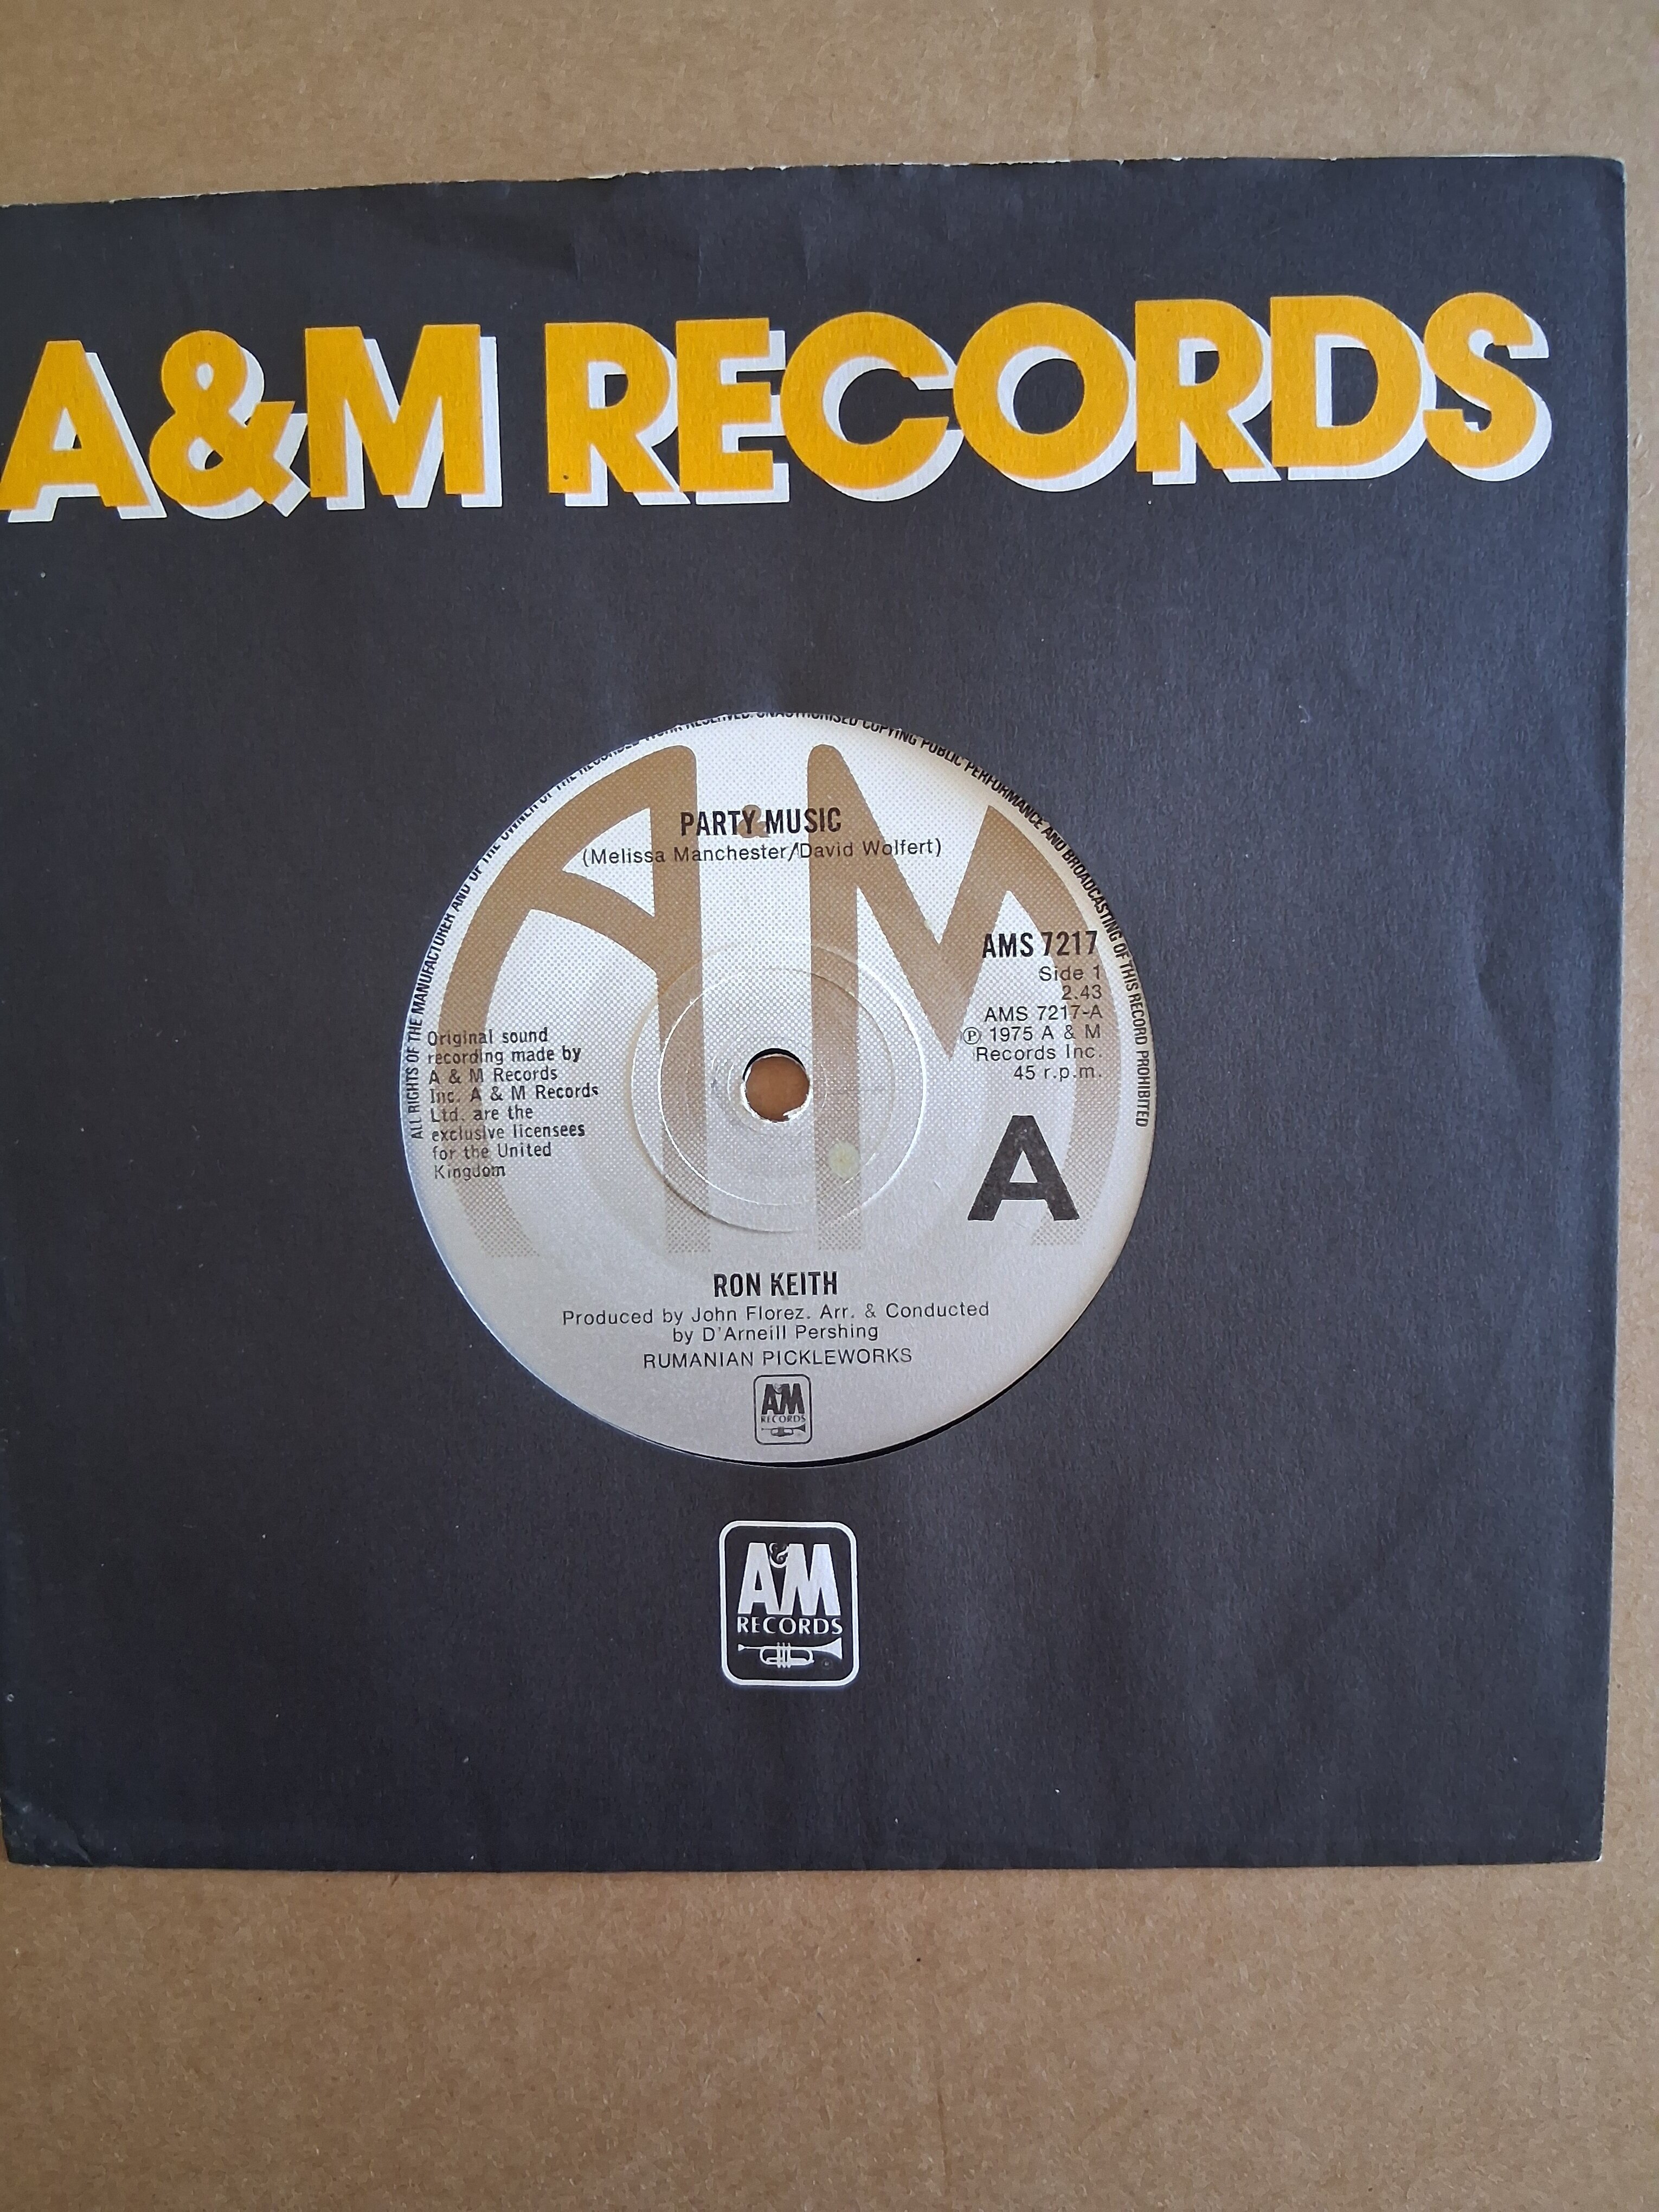 A&M RECORDS
ALL RIGHTS OF THE MANUFACTURER AND OF THE OWNER OF THE RECORDED WORK RESERVED. UNAUTHORISED COPYING PUBLIC PERFORMANCE AND BROADCASTING OF THIS RECORD PROHIBITED
A&M
PARTY MUSIC
(Melissa Manchester/David Wolfert)
AMS 7217
Side 1
2.43
AMS 7217-A
℗ 1975 A & M
Records Inc.
45 r.p.m.
Original sound
recording made by
A & M Records
Inc. A & M Records
Ltd. are the
exclusive licensees
for the United
Kingdom
A
RON KEITH
Produced by John Florez. Arr. & Conducted
by D'Arneill Pershing
RUMANIAN PICKLEWORKS
A&M
RECORDS
A&M
RECORDS